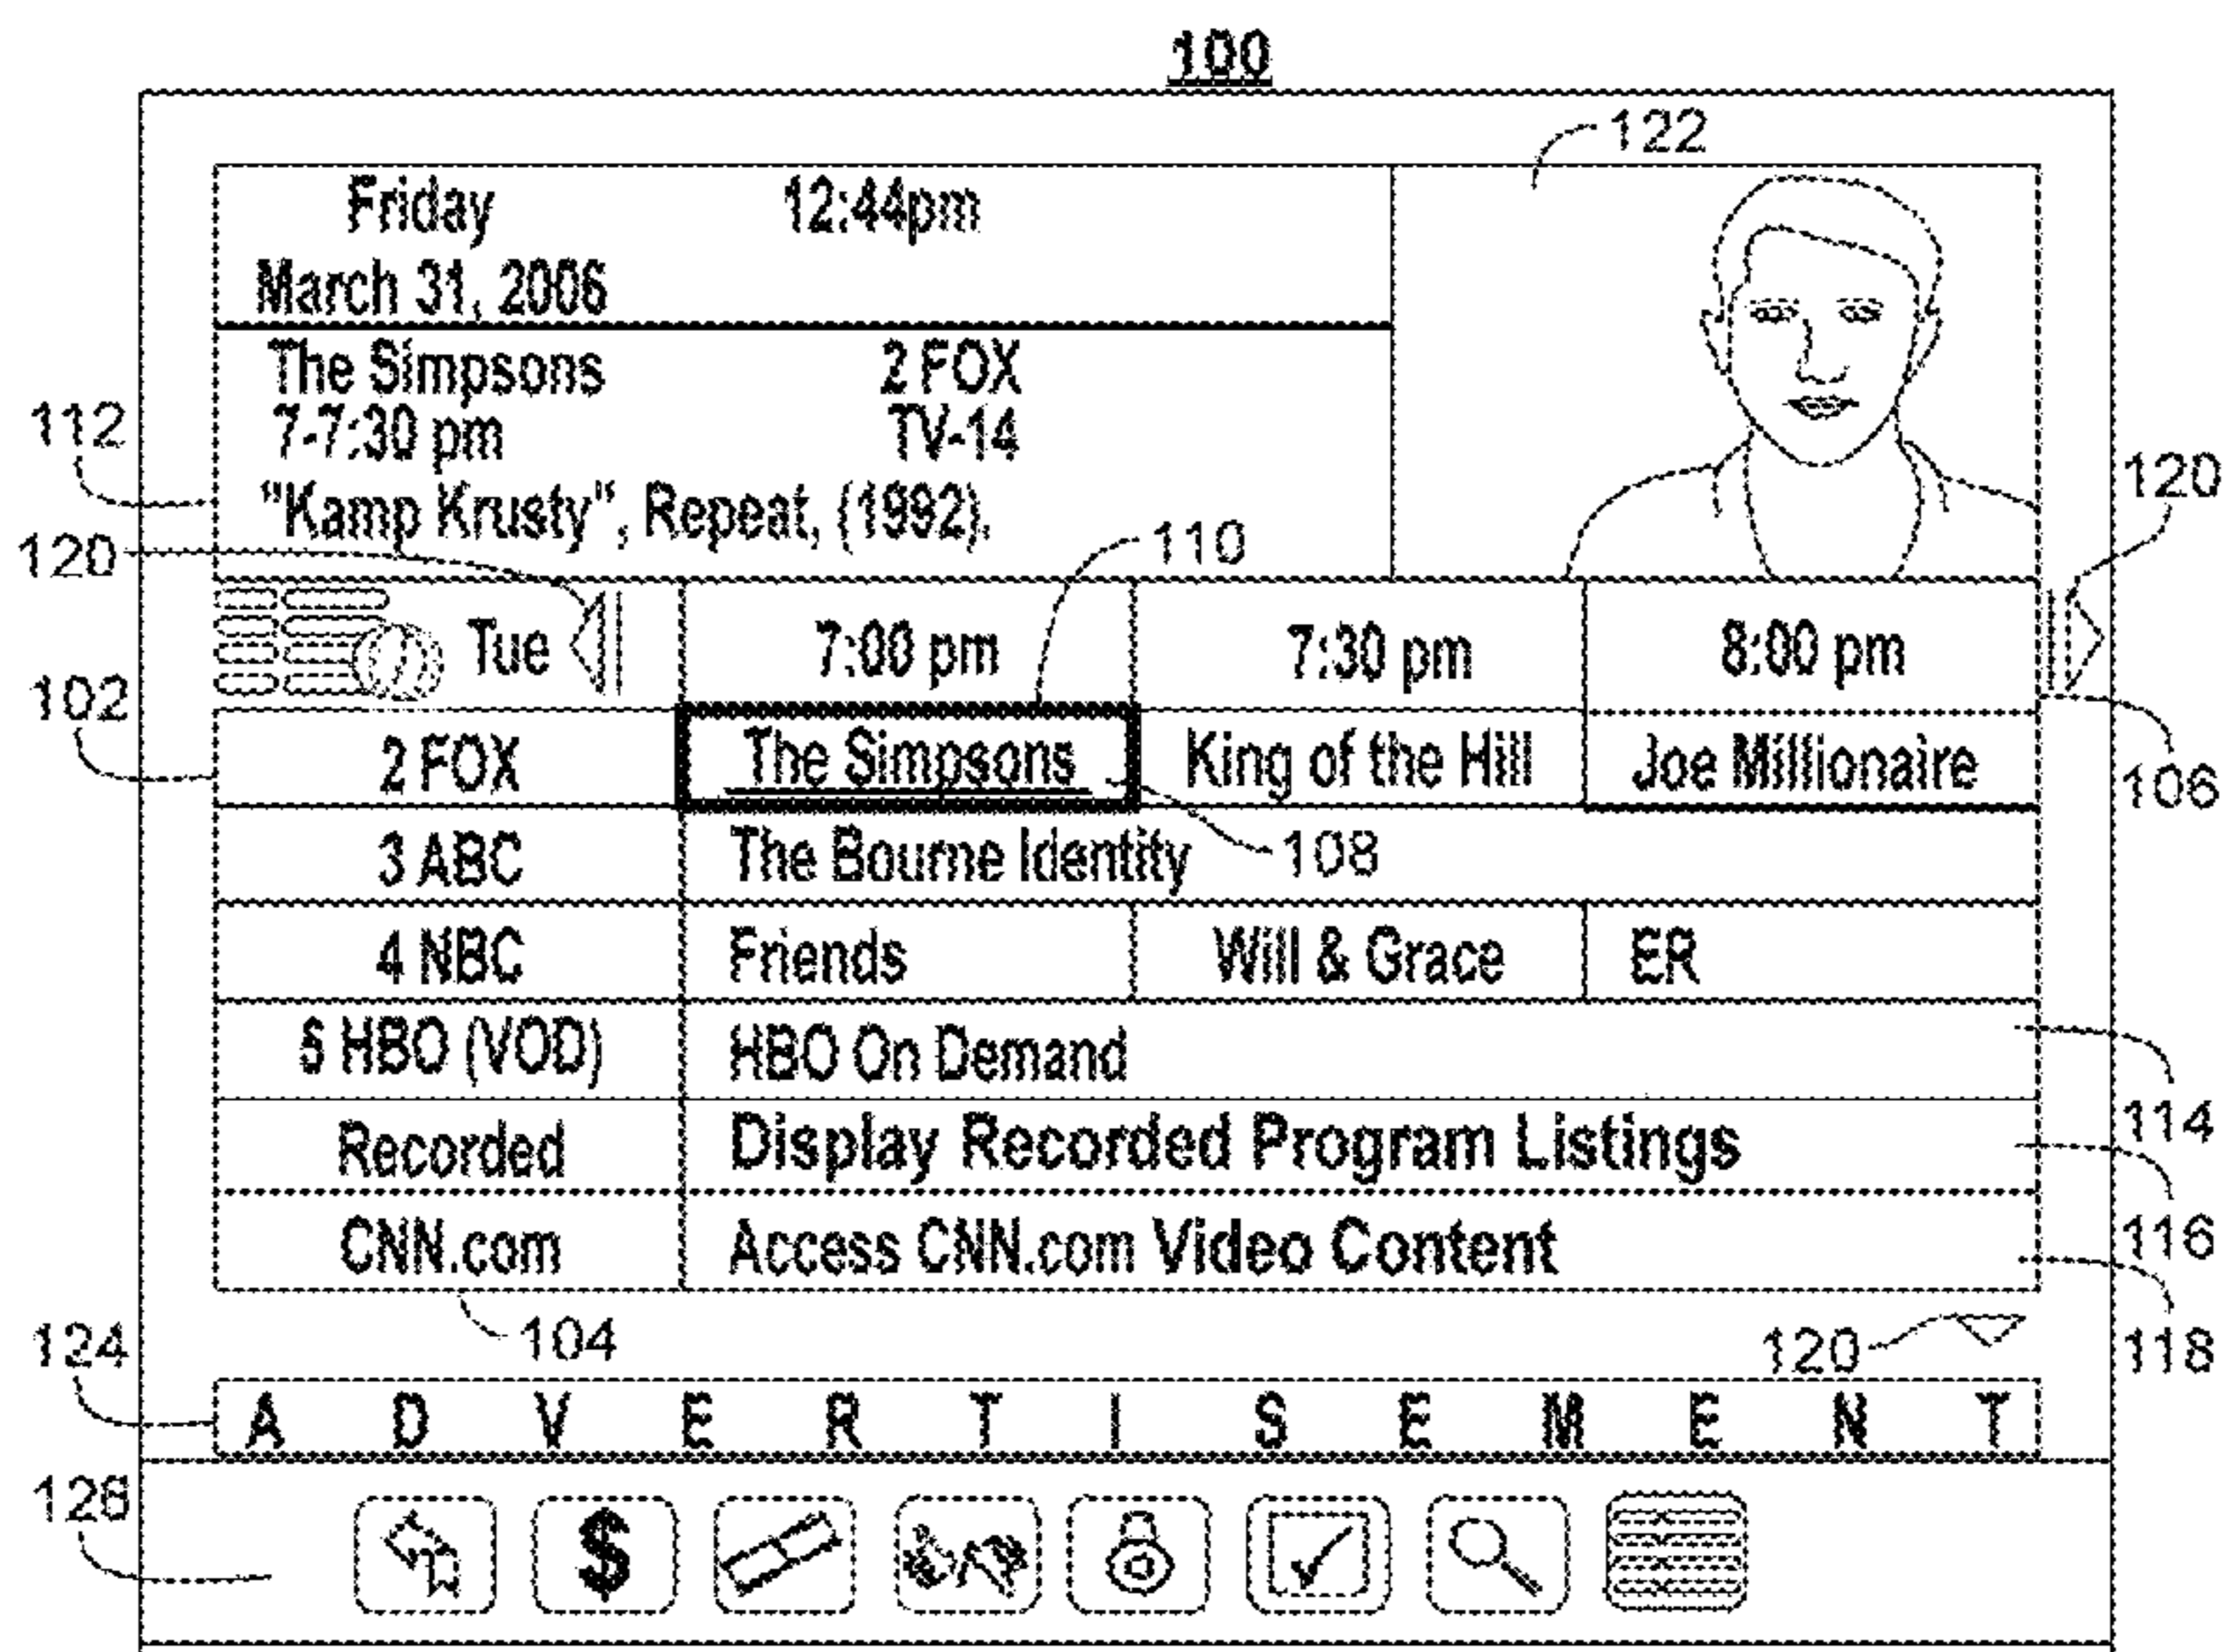 100
122
Friday 12:44pm
March 31, 2006
The Simpsons 2 FOX
112
7-7:30 pm TV-14
120
"Kamp Krusty", Repeat, (1992).
110
120
Tue 7:00 pm 7:30 pm 8:00 pm
102
2 FOX The Simpsons King of the Hill Joe Millionaire
106
3 ABC The Bourne Identity 108
4 NBC Friends Will & Grace ER
5 HBO (VOD) HBO On Demand
114
Recorded Display Recorded Program Listings
116
CNN.com Access CNN.com Video Content
124 104 120 118
A D V E R T I S E M E N T
126
$